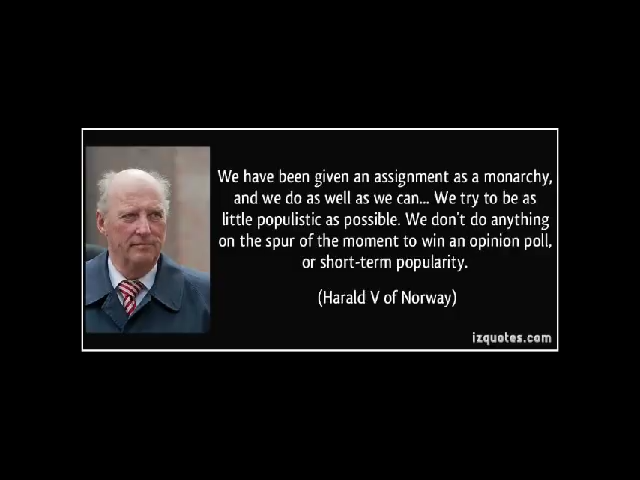 We have been given an assignment as a monarchy,
and we do as well as we can... We try to be as
little populistic as possible. We don't do anything
on the spur of the moment to win an opinion poll,
or short-term popularity.
(Harald V of Norway)
izquotes.com